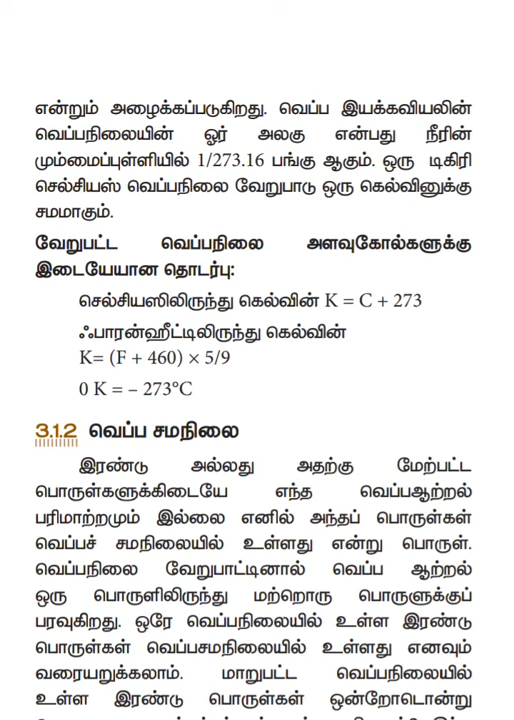 என்றும் அழைக்கப்படுகிறது. வெப்ப இயக்கவியலின்
வெப்பநிலையின் ஓர் அலகு என்பது நீரின்
மும்மைப்புள்ளியில் 1/273.16 பங்கு ஆகும். ஒரு டிகிரி
செல்சியஸ் வெப்பநிலை வேறுபாடு ஒரு கெல்வினுக்கு
சமமாகும்.
வேறுபட்ட வெப்பநிலை அளவுகோல்களுக்கு
இடையேயான தொடர்பு:
செல்சியஸிலிருந்து கெல்வின் K = C + 273
ஃபாரன்ஹீட்டிலிருந்து கெல்வின்
K= (F + 460) × 5/9
0 K = – 273°C
3.1.2 வெப்ப சமநிலை
இரண்டு அல்லது அதற்கு மேற்பட்ட
பொருள்களுக்கிடையே எந்த வெப்பஆற்றல்
பரிமாற்றமும் இல்லை எனில் அந்தப் பொருள்கள்
வெப்பச் சமநிலையில் உள்ளது என்று பொருள்.
வெப்பநிலை வேறுபாட்டினால் வெப்ப ஆற்றல்
ஒரு பொருளிலிருந்து மற்றொரு பொருளுக்குப்
பரவுகிறது. ஒரே வெப்பநிலையில் உள்ள இரண்டு
பொருள்கள் வெப்பசமநிலையில் உள்ளது எனவும்
வரையறுக்கலாம். மாறுபட்ட வெப்பநிலையில்
உள்ள இரண்டு பொருள்கள் ஒன்றோடொன்று